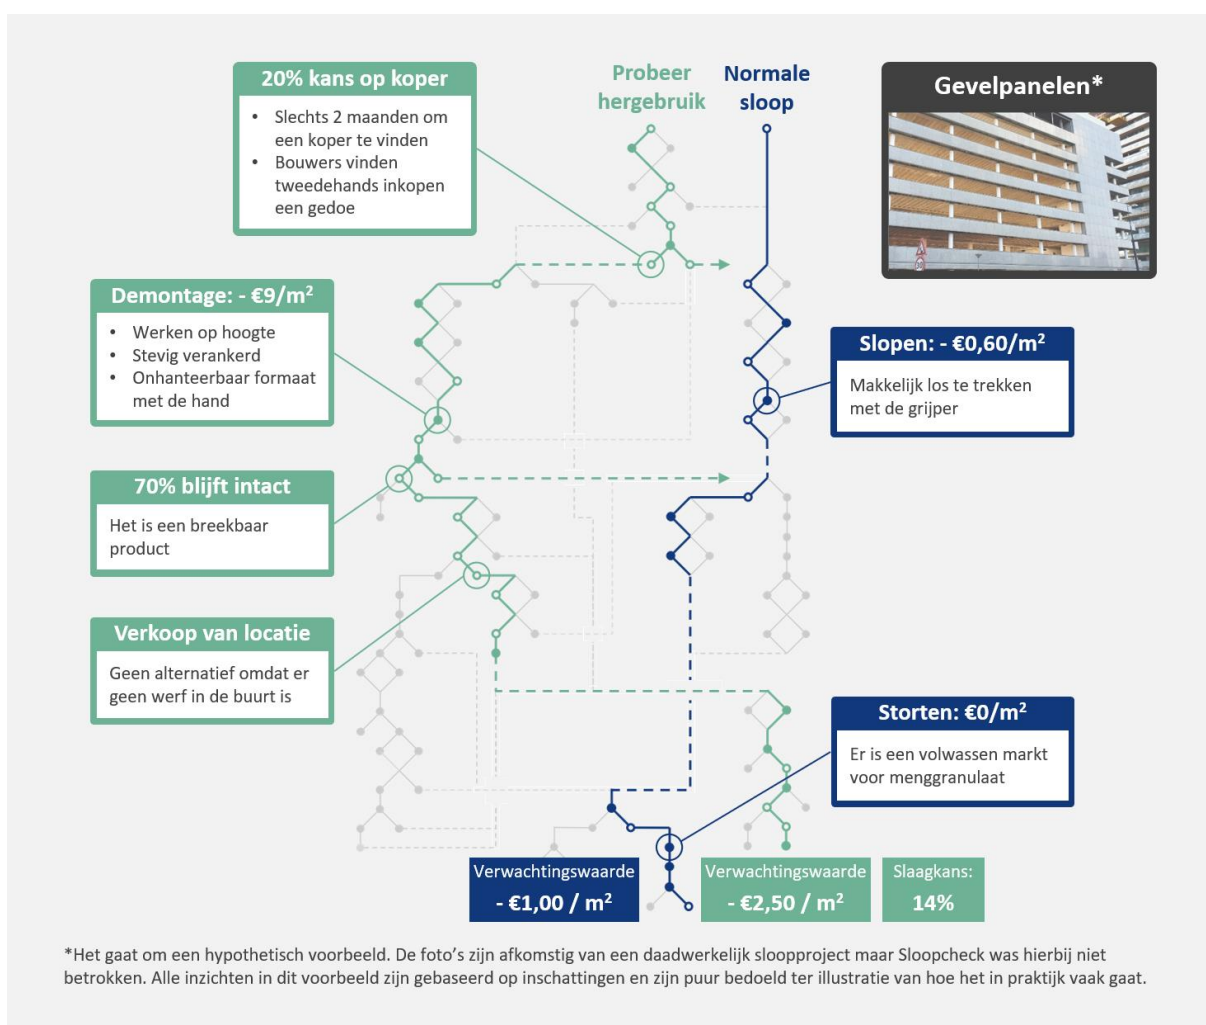 20% kans op koper
• Slechts 2 maanden om
een koper te vinden
• Bouwers vinden
tweedehands inkopen
een gedoe
Probeer
hergebruik
Normale
sloop
Gevelpanelen*
Demontage: - €9/m²
• Werken op hoogte
• Stevig verankerd
• Onhanteerbaar formaat
met de hand
Slopen: - €0,60/m²
Makkelijk los te trekken
met de grijper
70% blijft intact
Het is een breekbaar
product
Verkoop van locatie
Geen alternatief omdat er
geen werf in de buurt is
Storten: €0/m²
Er is een volwassen markt
voor menggranulaat
Verwachtingswaarde
- €1,00 / m²
Verwachtingswaarde
- €2,50 / m²
Slaagkans:
14%
*Het gaat om een hypothetisch voorbeeld. De foto’s zijn afkomstig van een daadwerkelijk sloopproject maar Sloopcheck was hierbij niet
betrokken. Alle inzichten in dit voorbeeld zijn gebaseerd op inschattingen en zijn puur bedoeld ter illustratie van hoe het in praktijk vaak gaat.